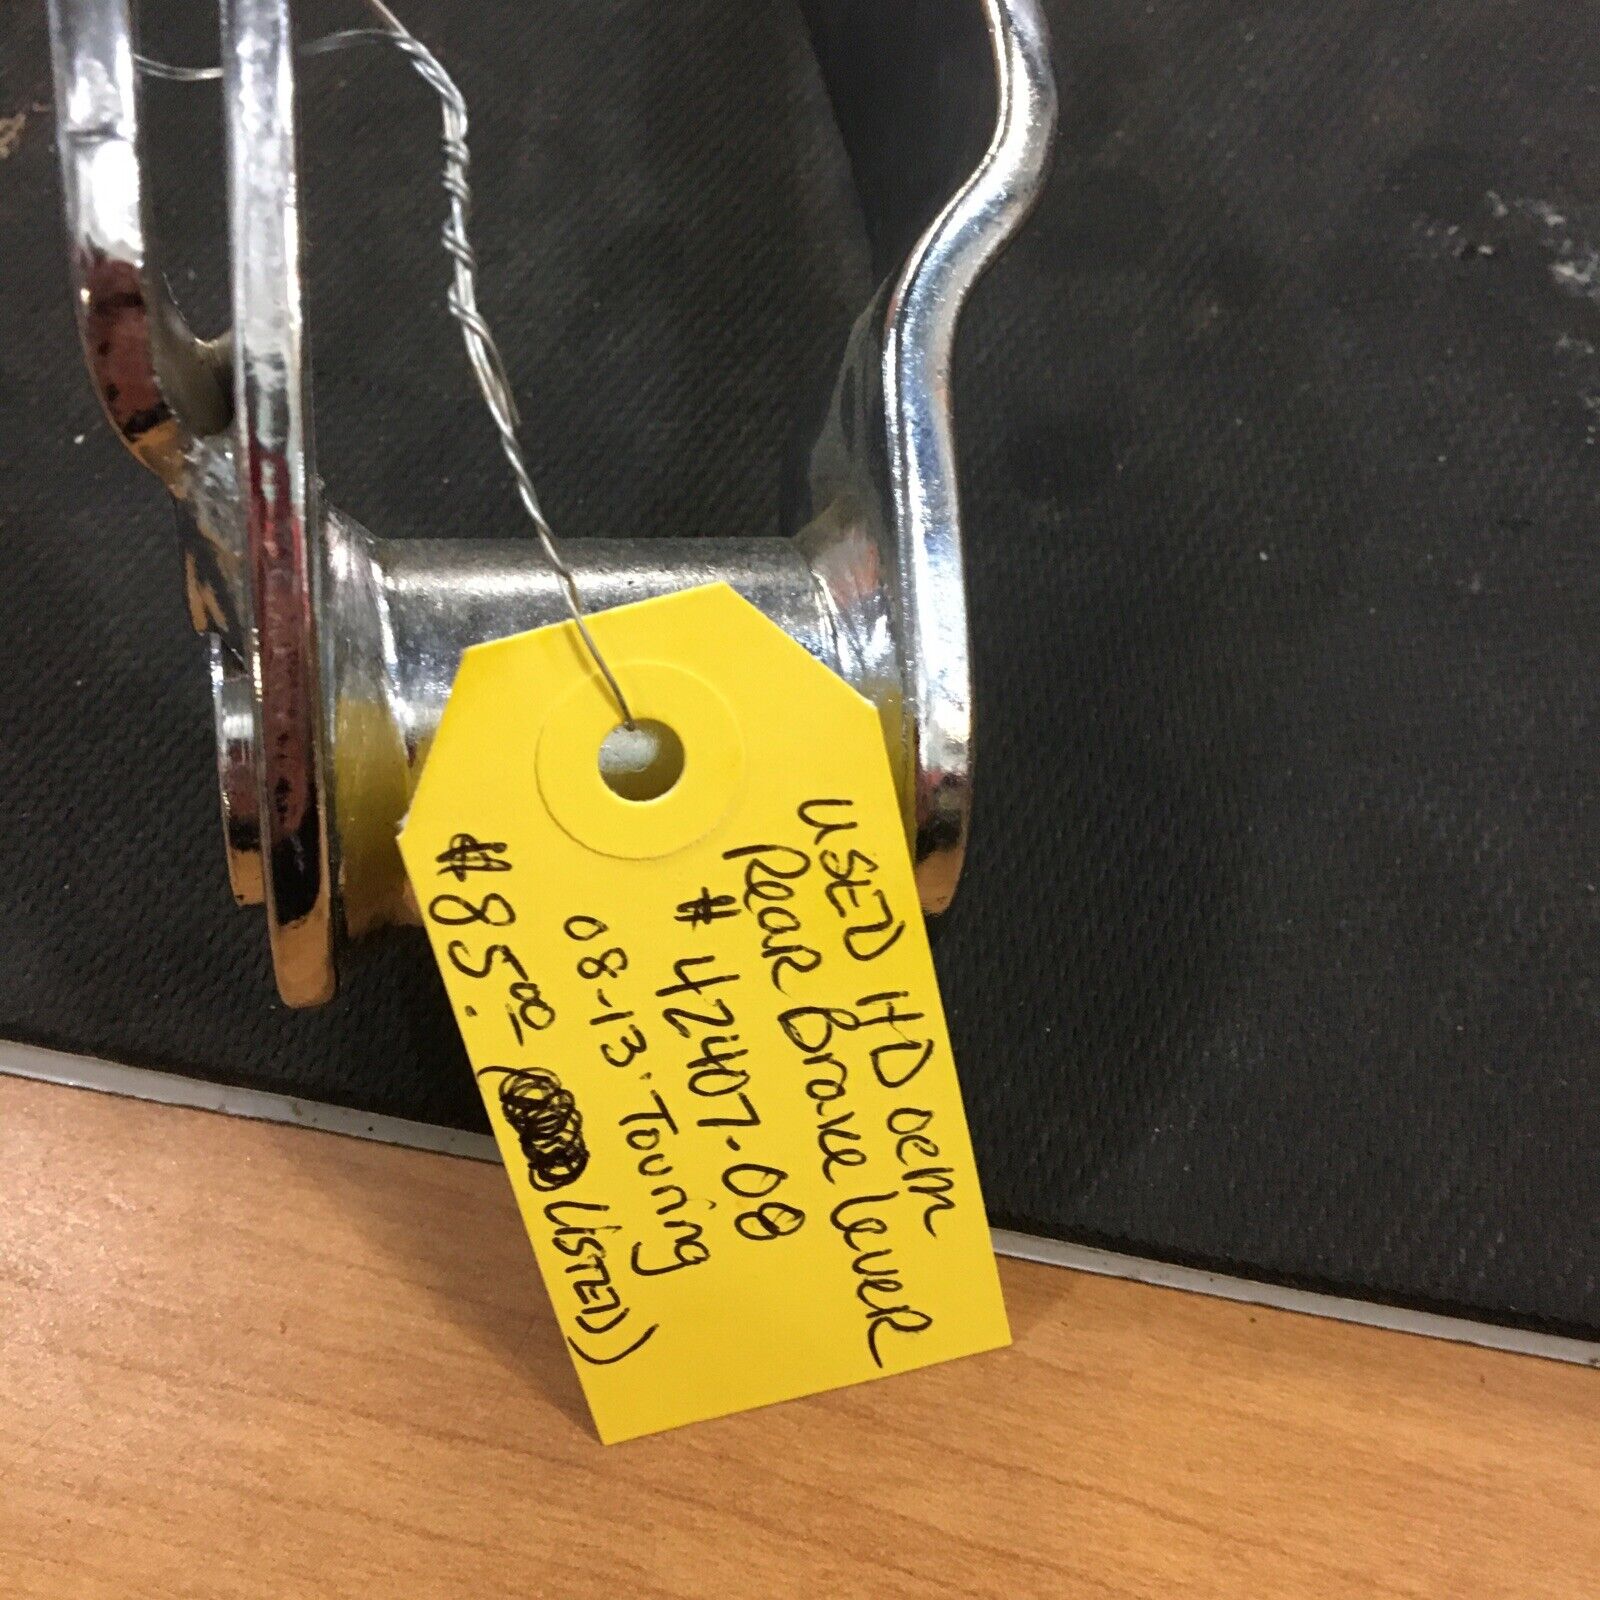 USED HD oem
Rear Brake Lever
# 42407-08
08-13 Touring
$85.00 (LISTED)